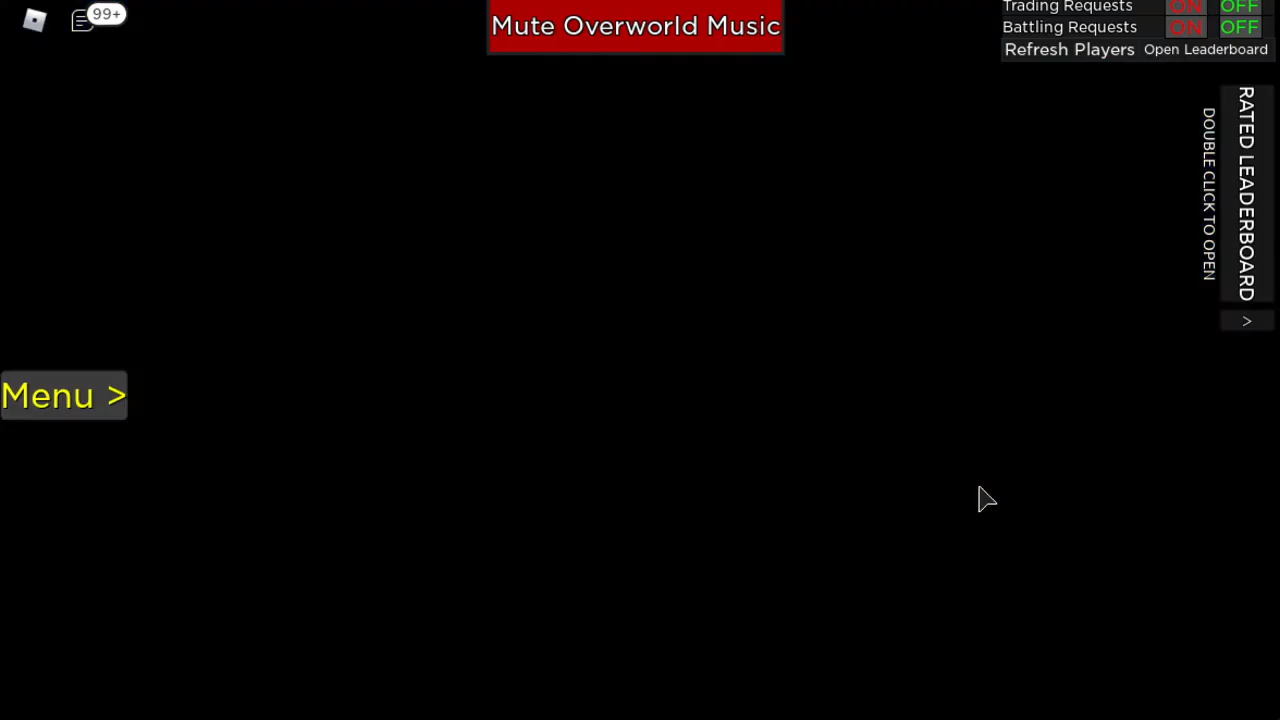 99+
Mute Overworld Music
Trading Requests ON OFF
Battling Requests ON OFF
Refresh Players Open Leaderboard
RATED LEADERBOARD
DOUBLE CLICK TO OPEN
>
Menu >